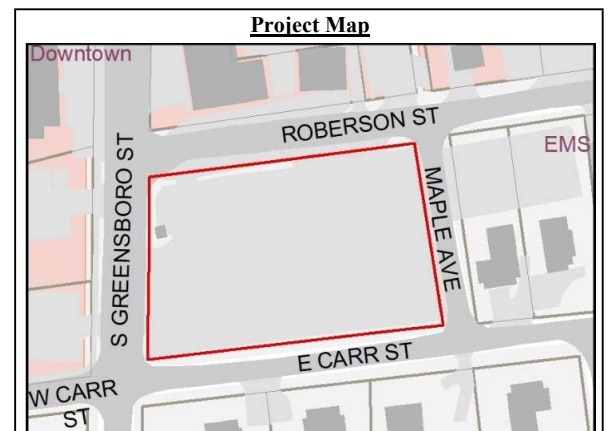 Project Map
Downtown
ROBERSON ST
EMS
S GREENSBORO ST
MAPLE AVE
E CARR ST
W CARR
ST